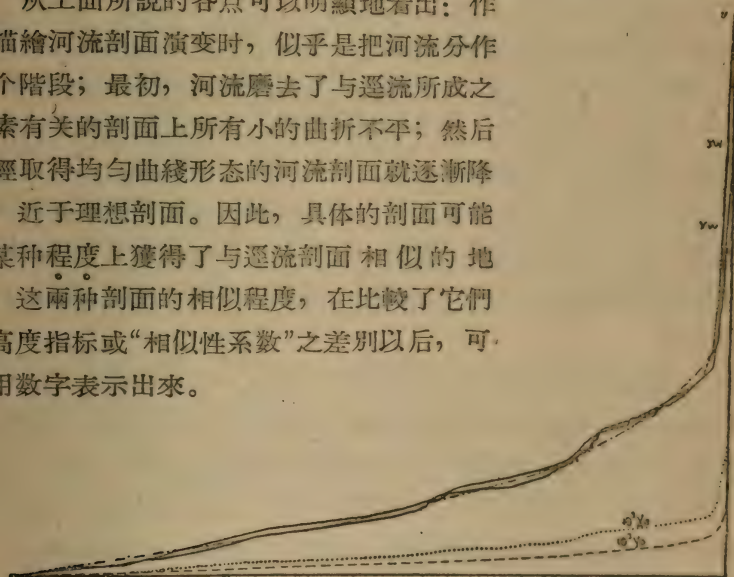 从上面所說的各点可以明顯地看出：作
描繪河流剖面演变时，似乎是把河流分作
个階段；最初，河流磨去了与逕流所成之
素有关的剖面上所有小的曲折不平；然后
經取得均匀曲綫形态的河流剖面就逐漸降
近于理想剖面。因此，具体的剖面可能
某种程度上獲得了与逕流剖面相似的地
这兩种剖面的相似程度，在比較了它們
高度指标或“相似性系数”之差別以后，可
用数字表示出來。